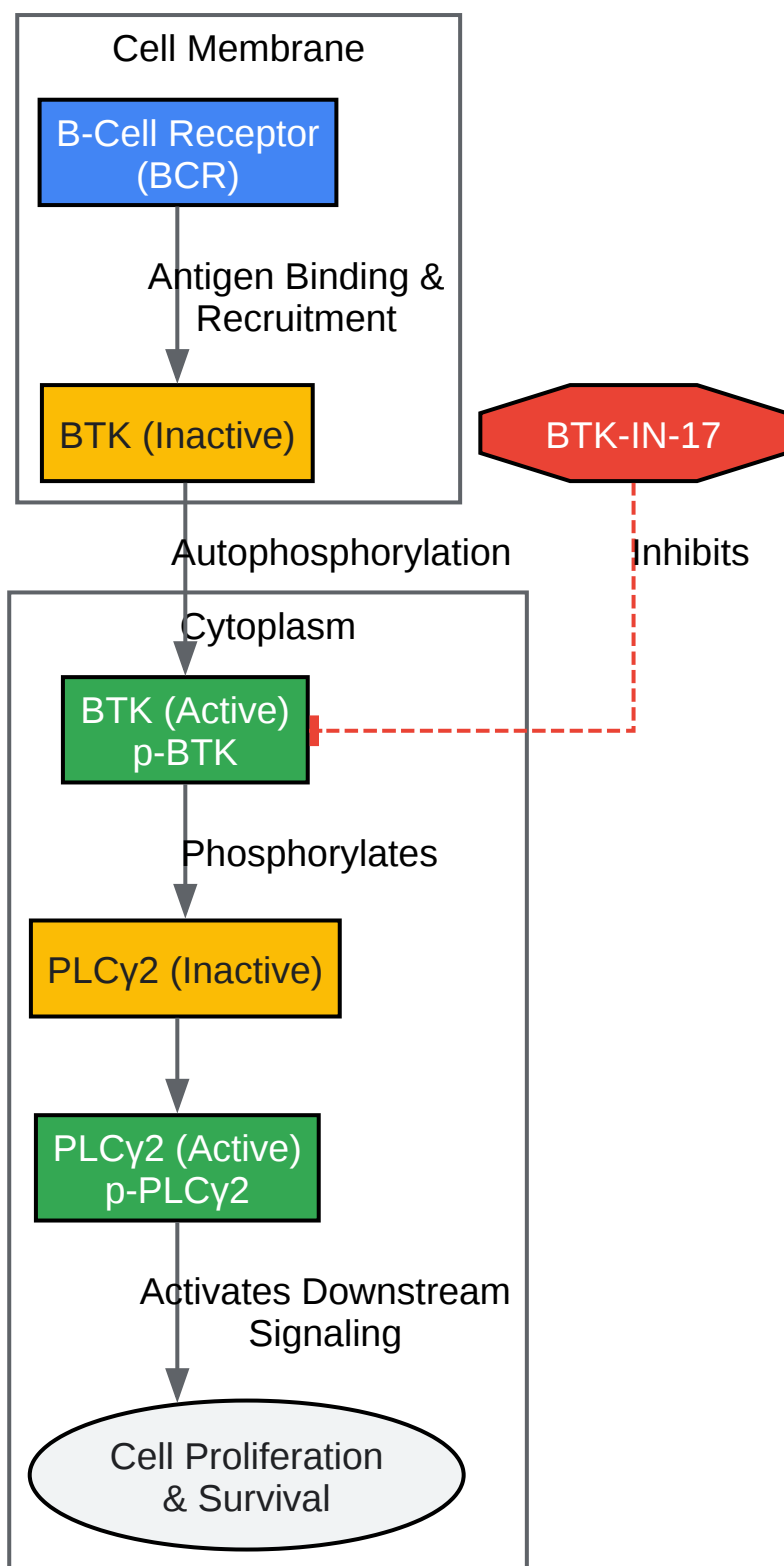 Cell Membrane
B-Cell Receptor
(BCR)
Antigen Binding &
Recruitment
BTK (Inactive)
BTK-IN-17
Autophosphorylation
Inhibits
Cytoplasm
BTK (Active)
p-BTK
Phosphorylates
PLCγ2 (Inactive)
PLCγ2 (Active)
p-PLCγ2
Activates Downstream
Signaling
Cell Proliferation
& Survival